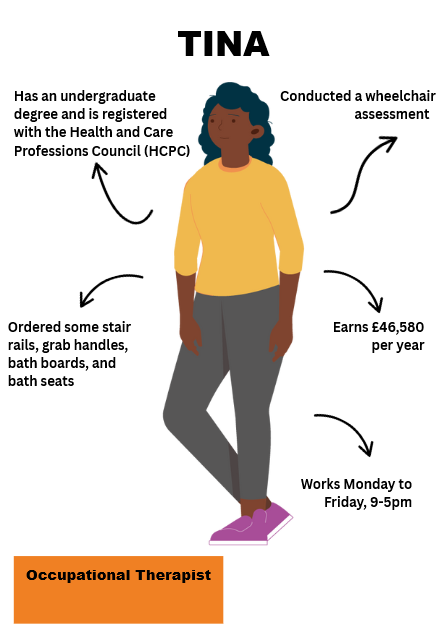 TINA
Has an undergraduate
degree and is registered
with the Health and Care
Professions Council (HCPC)
Conducted a wheelchair
assessment
Ordered some stair
rails, grab handles,
bath boards, and
bath seats
Earns £46,580
per year
Works Monday to
Friday, 9-5pm
Occupational Therapist